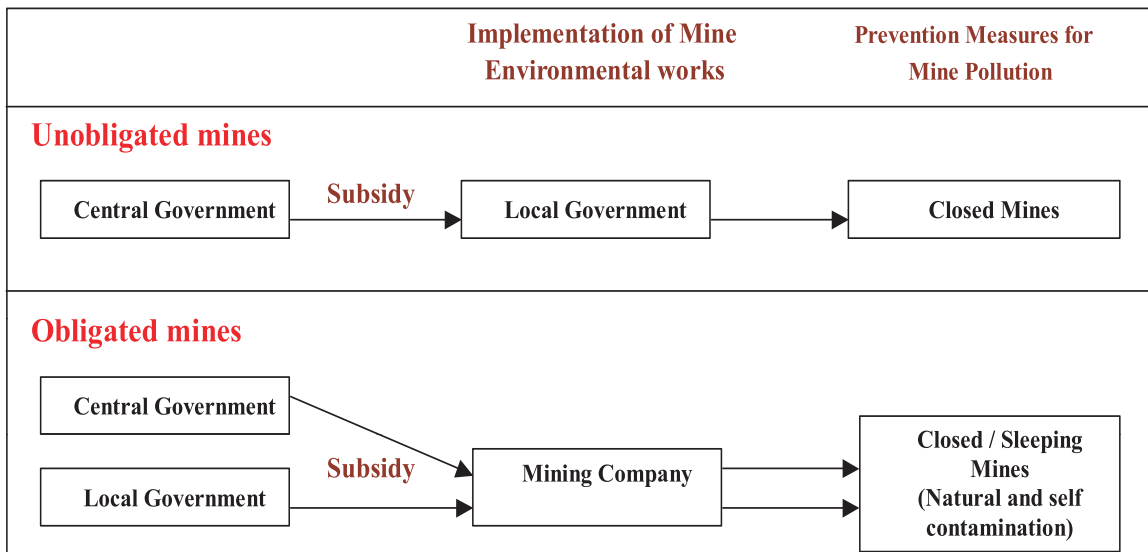 Implementation of Mine
Environmental works
Prevention Measures for
Mine Pollution
Unobligated mines
Central Government
Subsidy
Local Government
Closed Mines
Obligated mines
Central Government
Local Government
Subsidy
Mining Company
Closed / Sleeping
Mines
(Natural and self
contamination)